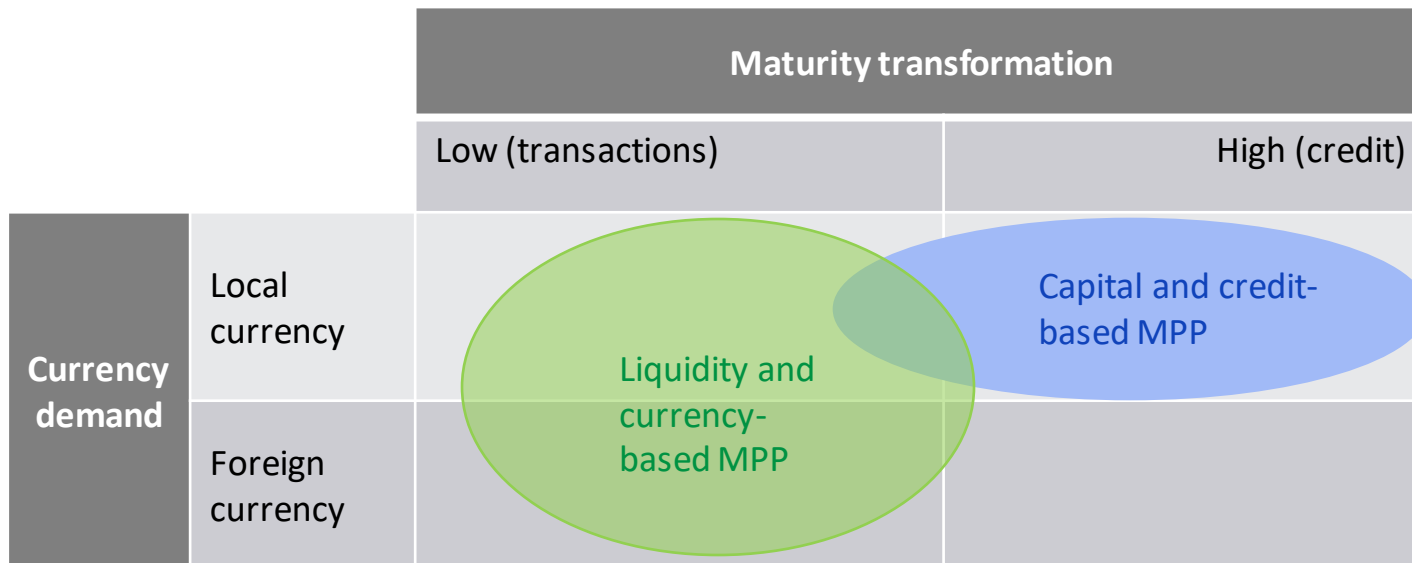 Maturity transformation
Low (transactions)
High (credit)
Currency
demand
Local
currency
Foreign
currency
Liquidity and
currency-
based MPP
Capital and credit-
based MPP